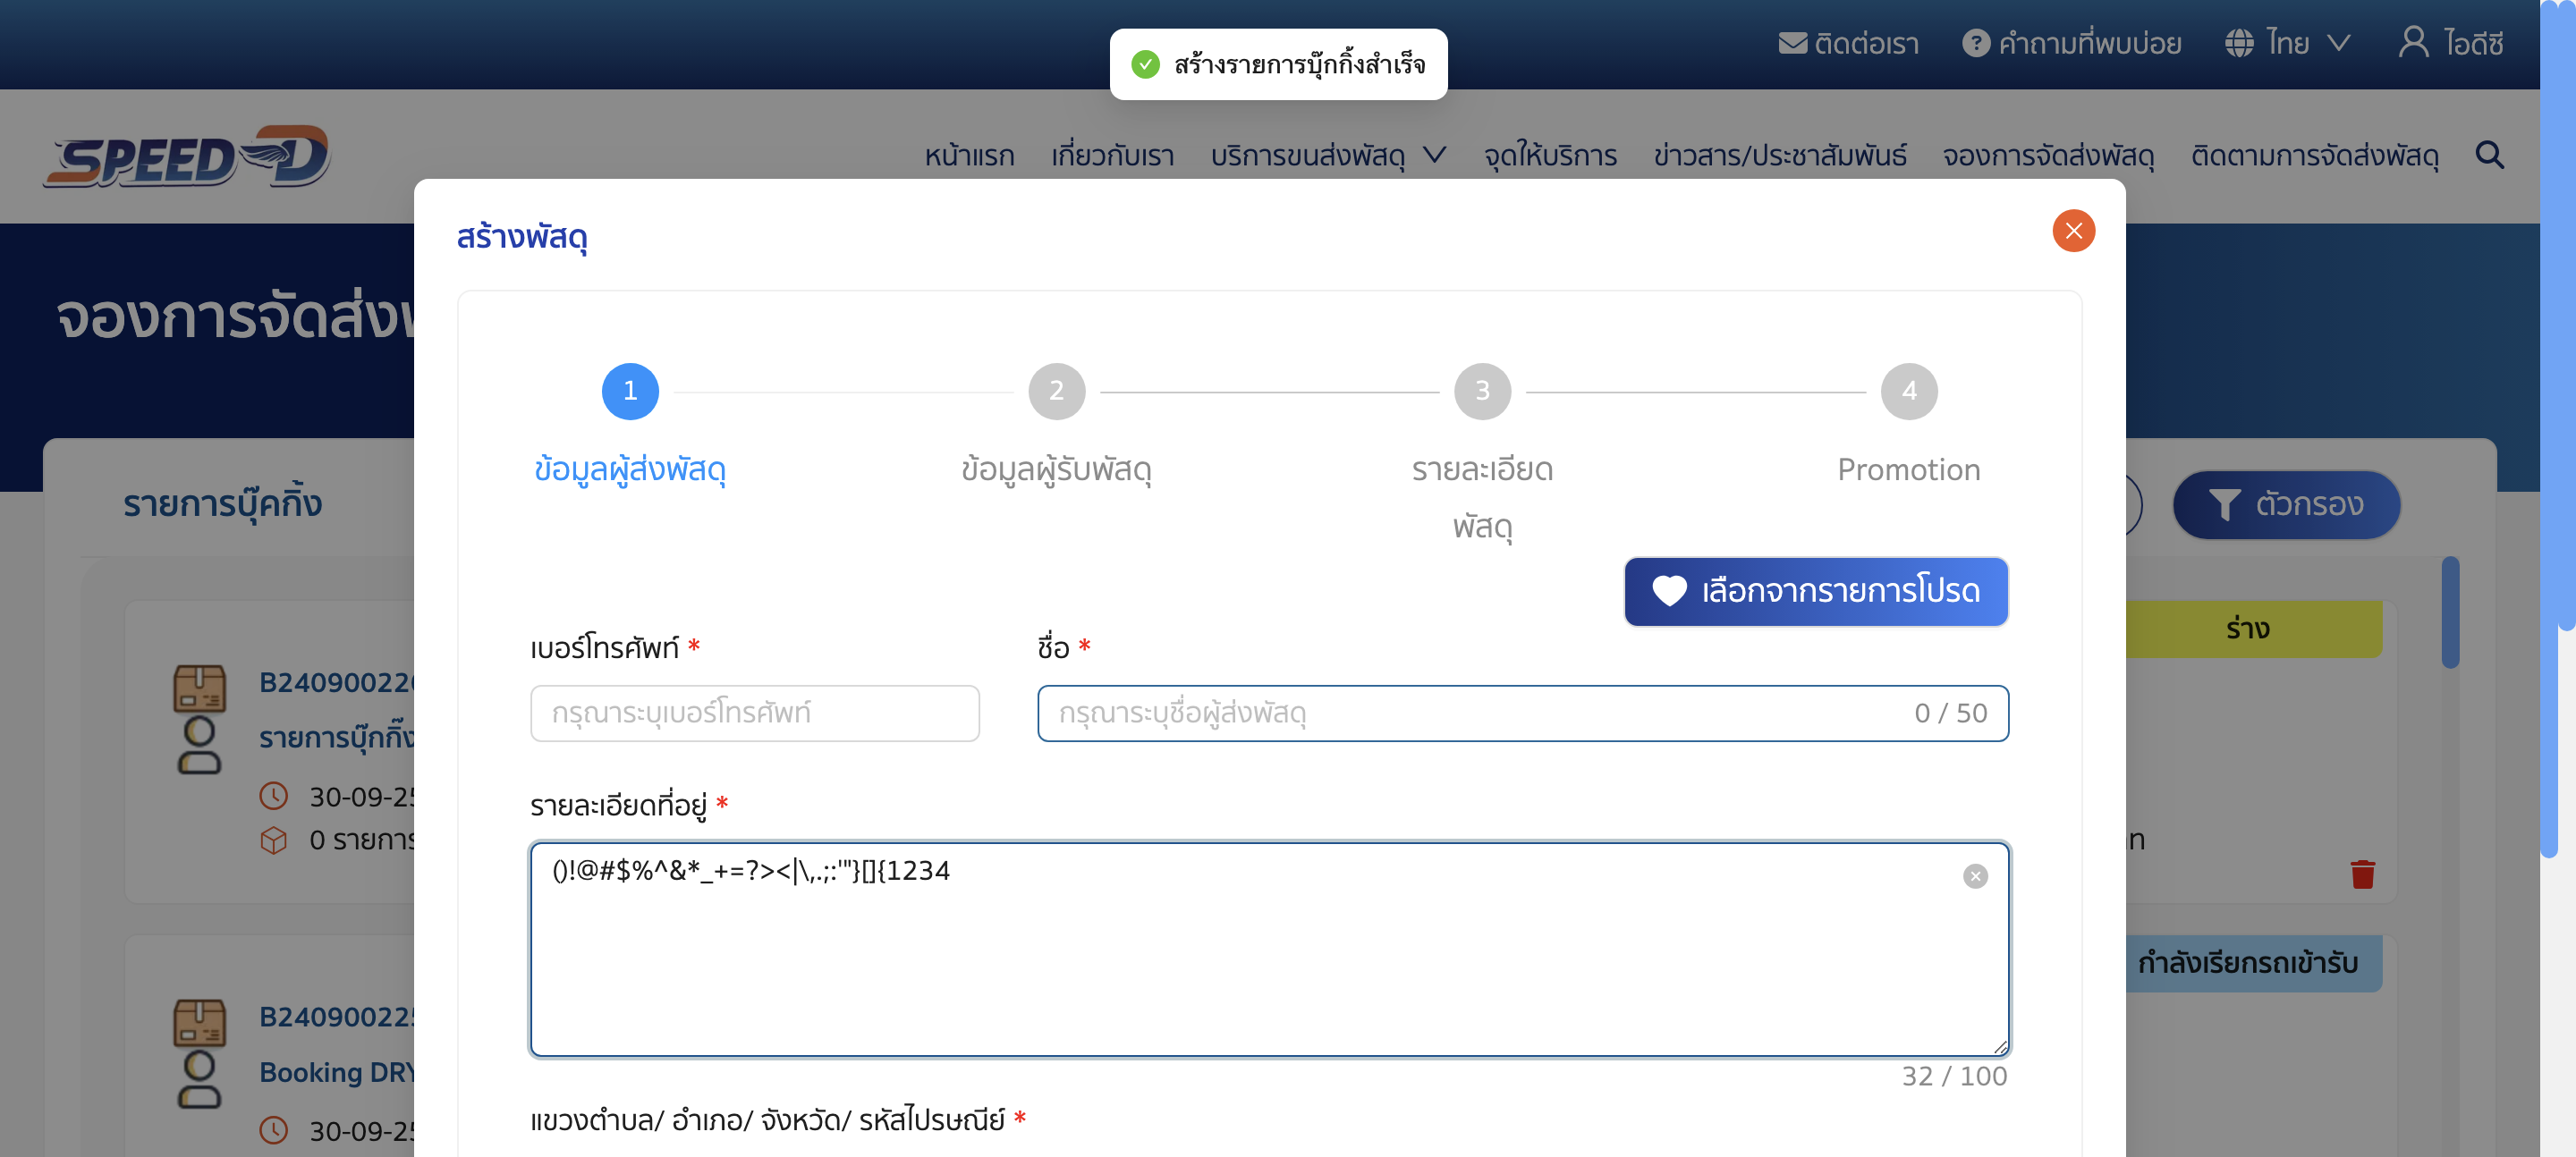 สร้างรายการบุ๊กกิ้งสำเร็จ
ติดต่อเรา
คำถามที่พบบ่อย
ไทย
ไอดีซี
SPEED-D
หน้าแรก
เกี่ยวกับเรา
บริการขนส่งพัสดุ
จุดให้บริการ
ข่าวสาร/ประชาสัมพันธ์
จองการจัดส่งพัสดุ
ติดตามการจัดส่งพัสดุ
สร้างพัสดุ
จองการจัดส่งพ
1
2
3
4
ข้อมูลผู้ส่งพัสดุ
ข้อมูลผู้รับพัสดุ
รายละเอียด
พัสดุ
Promotion
รายการบุ๊คกิ้ง
ตัวกรอง
เลือกจากรายการโปรด
ร่าง
เบอร์โทรศัพท์ *
ชื่อ *
กรุณาระบุเบอร์โทรศัพท์
กรุณาระบุชื่อผู้ส่งพัสดุ
0 / 50
B24090022
รายการบุ๊กกิ้ง
30-09-25
0 รายการ
รายละเอียดที่อยู่ *
()!@#$%^&*_+=?><|\,.;:'"}[]{1234
32 / 100
แขวงตำบล/ อำเภอ/ จังหวัด/ รหัสไปรษณีย์ *
กำลังเรียกรถเข้ารับ
B240900225
Booking DRY
30-09-25